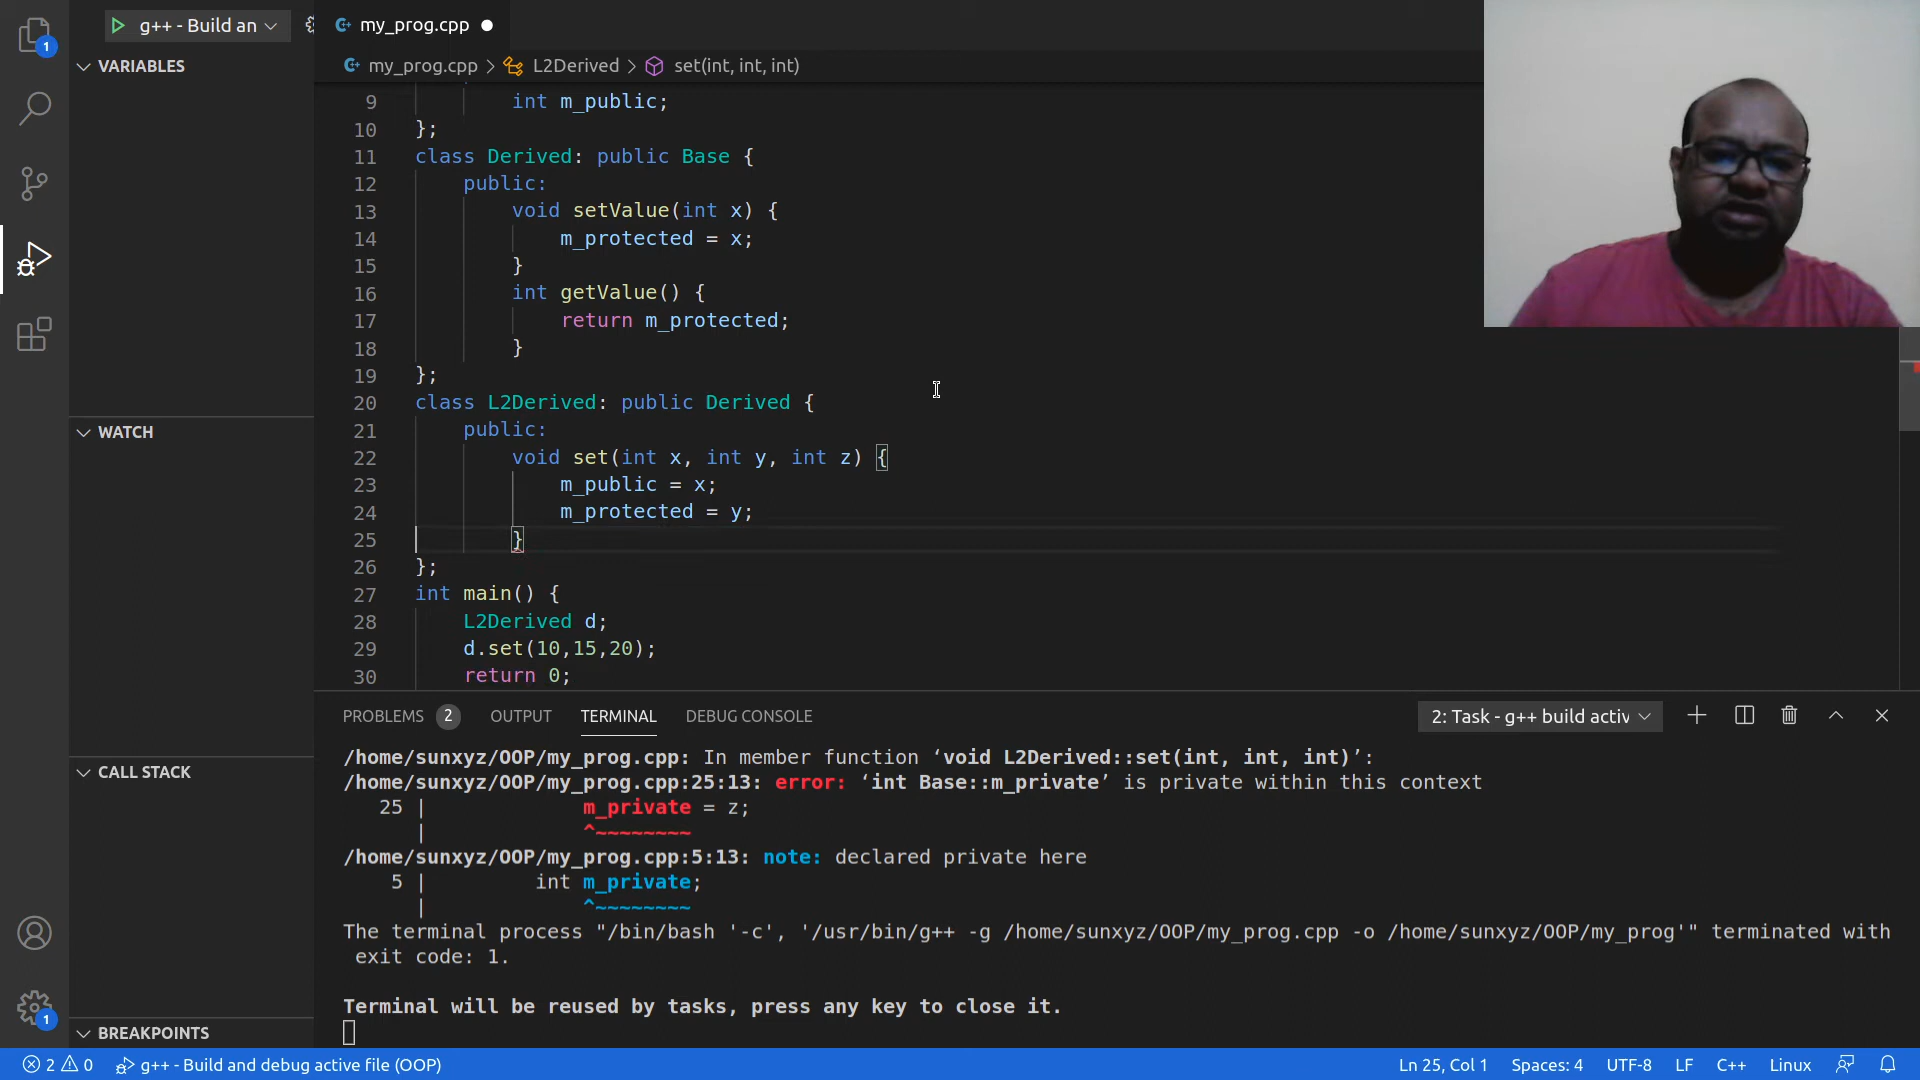 1
g++ - Build an
my_prog.cpp
my_prog.cpp > L2Derived > set(int, int, int)
VARIABLES
WATCH
CALL STACK
BREAKPOINTS
9 int m_public;
10 };
11 class Derived: public Base {
12 public:
13 void setValue(int x) {
14 m_protected = x;
15 }
16 int getValue() {
17 return m_protected;
18 }
19 };
20 class L2Derived: public Derived {
21 public:
22 void set(int x, int y, int z) {
23 m_public = x;
24 m_protected = y;
25 }
26 };
27 int main() {
28 L2Derived d;
29 d.set(10,15,20);
30 return 0;
PROBLEMS 2 OUTPUT TERMINAL DEBUG CONSOLE 2: Task - g++ build activ
/home/sunxyz/OOP/my_prog.cpp: In member function ‘void L2Derived::set(int, int, int)’:
/home/sunxyz/OOP/my_prog.cpp:25:13: error: ‘int Base::m_private’ is private within this context
25 | m_private = z;
| ^~~~~~~~~
/home/sunxyz/OOP/my_prog.cpp:5:13: note: declared private here
5 | int m_private;
| ^~~~~~~~~
The terminal process "/bin/bash '-c', '/usr/bin/g++ -g /home/sunxyz/OOP/my_prog.cpp -o /home/sunxyz/OOP/my_prog'" terminated with
exit code: 1.
Terminal will be reused by tasks, press any key to close it.
1
2 0 g++ - Build and debug active file (OOP) Ln 25, Col 1 Spaces: 4 UTF-8 LF C++ Linux